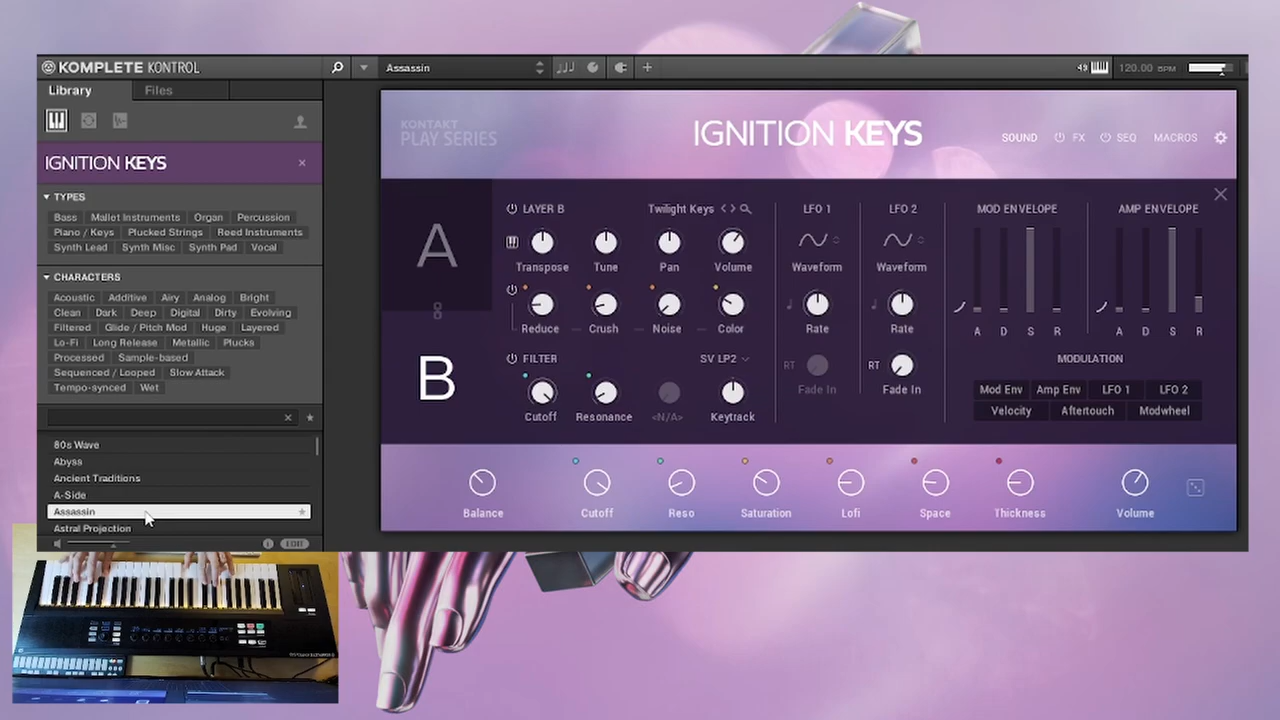 KOMPLETE KONTROL
Assassin
49
120.00 BPM
Library
Files
IGNITION KEYS
×
TYPES
Bass Mallet Instruments Organ Percussion
Piano / Keys Plucked Strings Reed Instruments
Synth Lead Synth Misc Synth Pad Vocal
CHARACTERS
Acoustic Additive Airy Analog Bright
Clean Dark Deep Digital Dirty Evolving
Filtered Glide / Pitch Mod Huge Layered
Lo-Fi Long Release Metallic Plucks
Processed Sample-based
Sequenced / Looped Slow Attack
Tempo-synced Wet
80s Wave
Abyss
Ancient Traditions
A-Side
Assassin
Astral Projection
EDIT
KONTAKT
PLAY SERIES
IGNITION KEYS
SOUND FX SEQ MACROS
A
B
LAYER B Twilight Keys
Transpose Tune Pan Volume
Reduce Crush Noise Color
FILTER SV LP2
Cutoff Resonance <N/A> Keytrack
LFO 1
Waveform
Rate
RT
Fade In
LFO 2
Waveform
Rate
RT
Fade In
MOD ENVELOPE
A D S R
AMP ENVELOPE
A D S R
MODULATION
Mod Env Amp Env LFO 1 LFO 2
Velocity Aftertouch Modwheel
Balance Cutoff Reso Saturation Lofi Space Thickness Volume